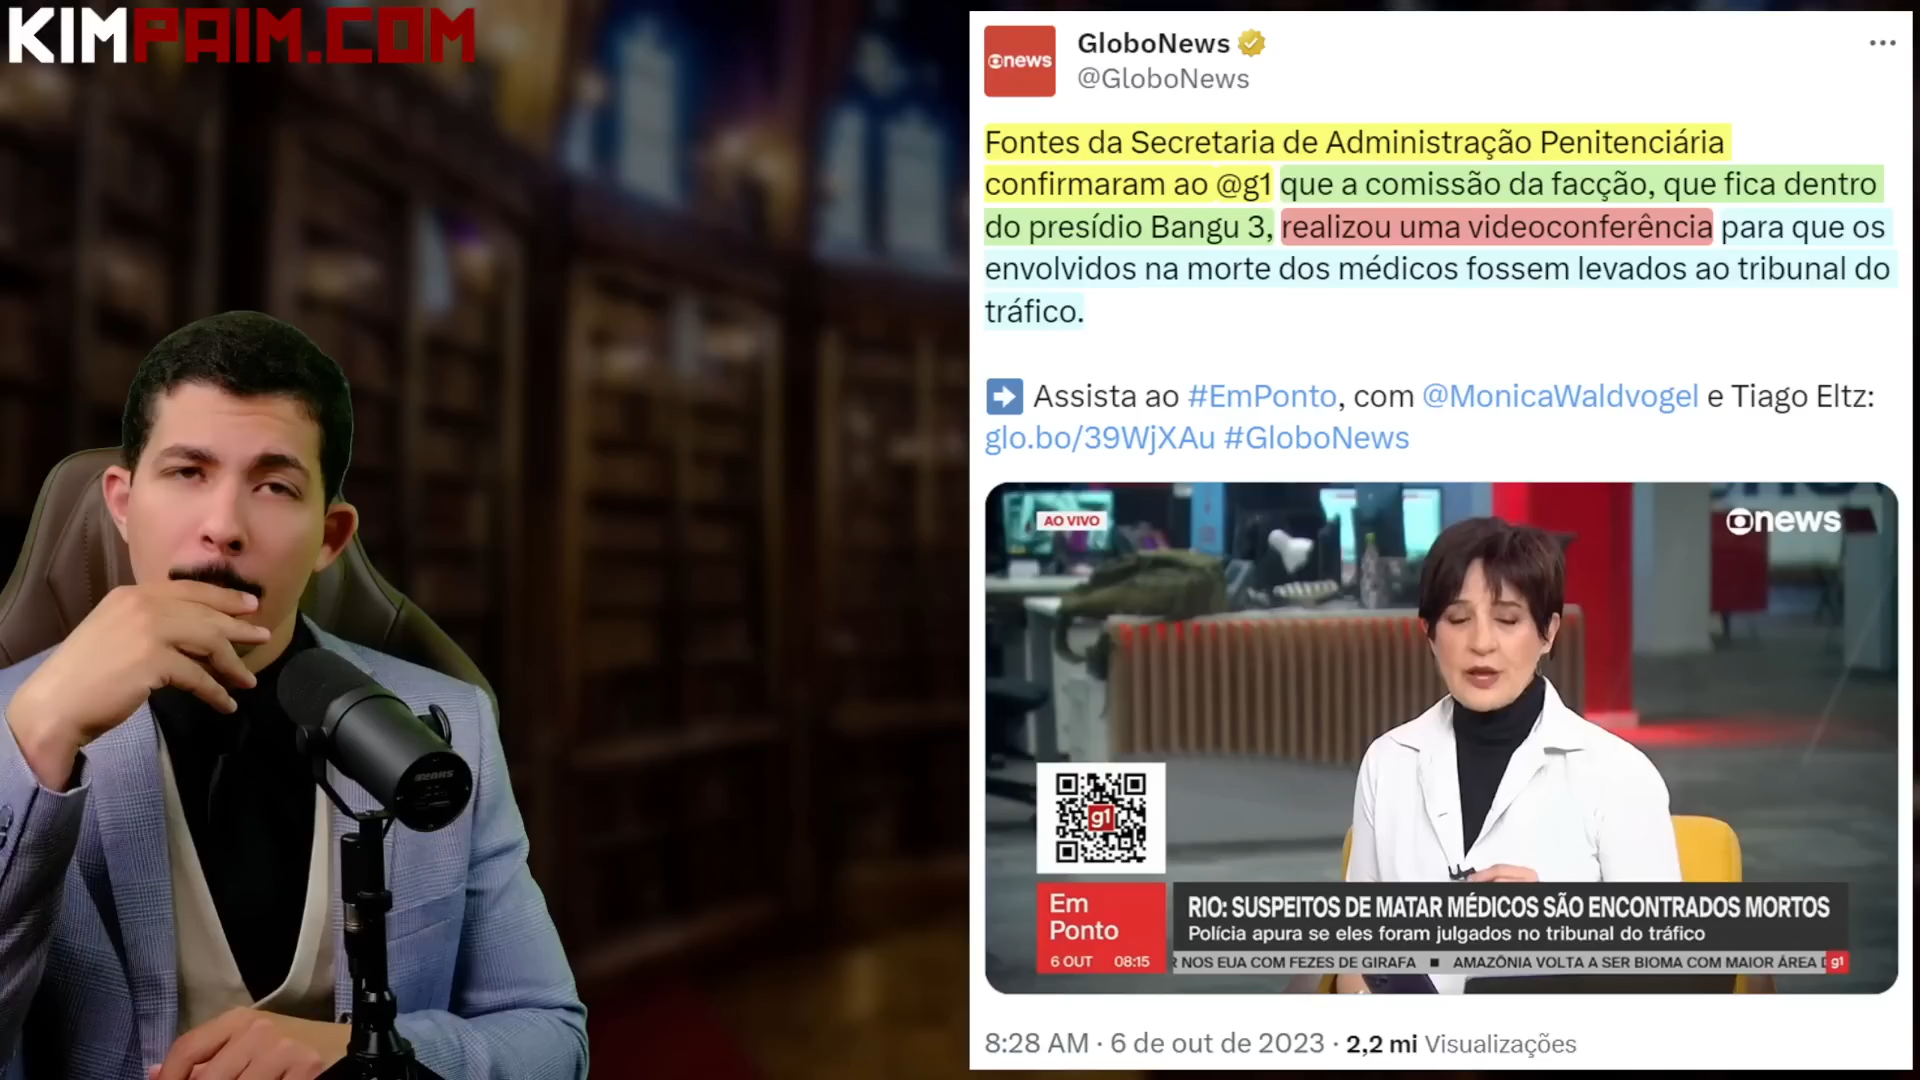 KIMPAIM.COM
news
GloboNews
@GloboNews
Fontes da Secretaria de Administração Penitenciária
confirmaram ao @g1 que a comissão da facção, que fica dentro
do presídio Bangu 3, realizou uma videoconferência para que os
envolvidos na morte dos médicos fossem levados ao tribunal do
tráfico.
Assista ao #EmPonto, com @MonicaWaldvogel e Tiago Eltz:
glo.bo/39WjXAu #GloboNews
AO VIVO
news
g1
Em
Ponto
6 OUT 08:15
RIO: SUSPEITOS DE MATAR MÉDICOS SÃO ENCONTRADOS MORTOS
Polícia apura se eles foram julgados no tribunal do tráfico
NOS EUA COM FEZES DE GIRAFA ■ AMAZÔNIA VOLTA A SER BIOMA COM MAIOR ÁREA
g1
8:28 AM · 6 de out de 2023 · 2,2 mi Visualizações